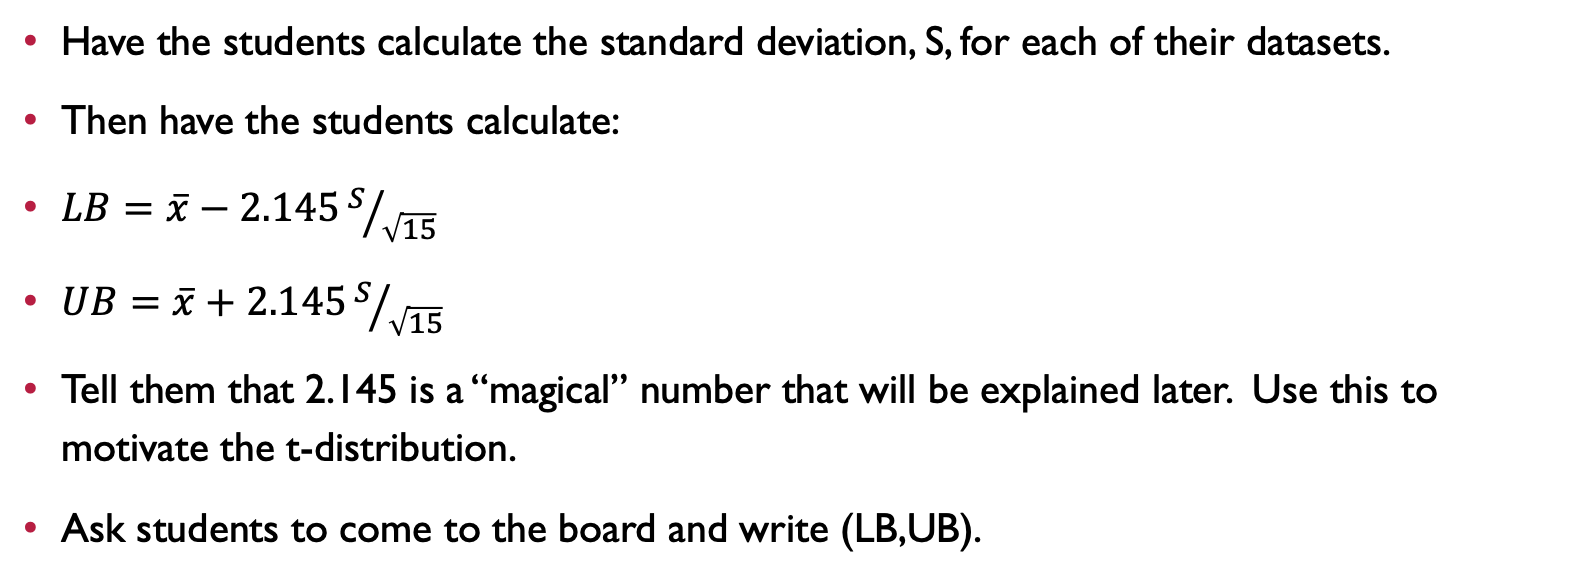 • Have the students calculate the standard deviation, S, for each of their datasets.
• Then have the students calculate:
• LB = x̄ − 2.145 S/√15
• UB = x̄ + 2.145 S/√15
• Tell them that 2.145 is a “magical” number that will be explained later. Use this to
motivate the t-distribution.
• Ask students to come to the board and write (LB,UB).